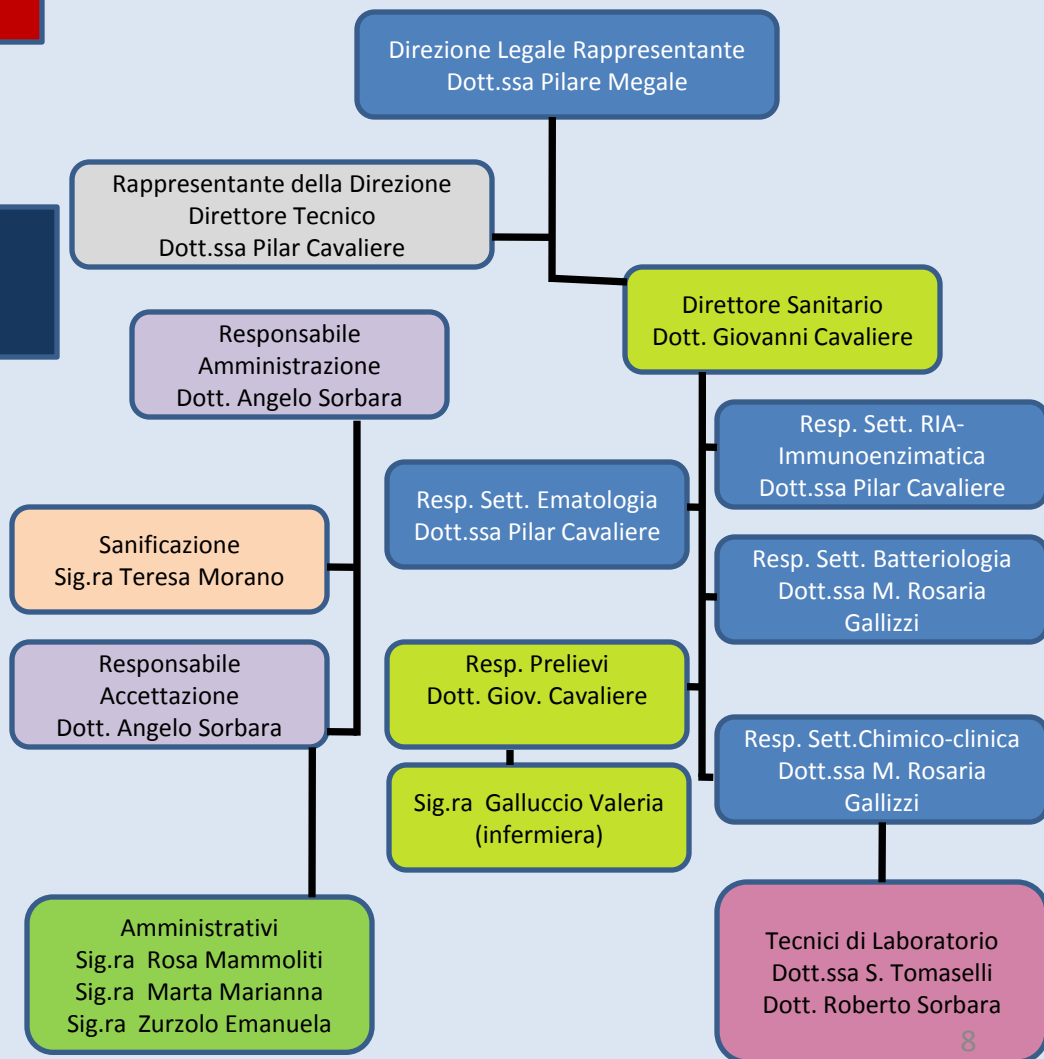 Direzione Legale Rappresentante
Dott.ssa Pilare Megale
Rappresentante della Direzione
Direttore Tecnico
Dott.ssa Pilar Cavaliere
Direttore Sanitario
Dott. Giovanni Cavaliere
Responsabile
Amministrazione
Dott. Angelo Sorbara
Resp. Sett. RIA-
Immunoenzimatica
Dott.ssa Pilar Cavaliere
Resp. Sett. Ematologia
Dott.ssa Pilar Cavaliere
Sanificazione
Sig.ra Teresa Morano
Resp. Sett. Batteriologia
Dott.ssa M. Rosaria
Gallizzi
Responsabile
Accettazione
Dott. Angelo Sorbara
Resp. Prelievi
Dott. Giov. Cavaliere
Resp. Sett.Chimico-clinica
Dott.ssa M. Rosaria
Gallizzi
Sig.ra Galluccio Valeria
(infermiera)
Amministrativi
Sig.ra Rosa Mammoliti
Sig.ra Marta Marianna
Sig.ra Zurzolo Emanuela
Tecnici di Laboratorio
Dott.ssa S. Tomaselli
Dott. Roberto Sorbara
8